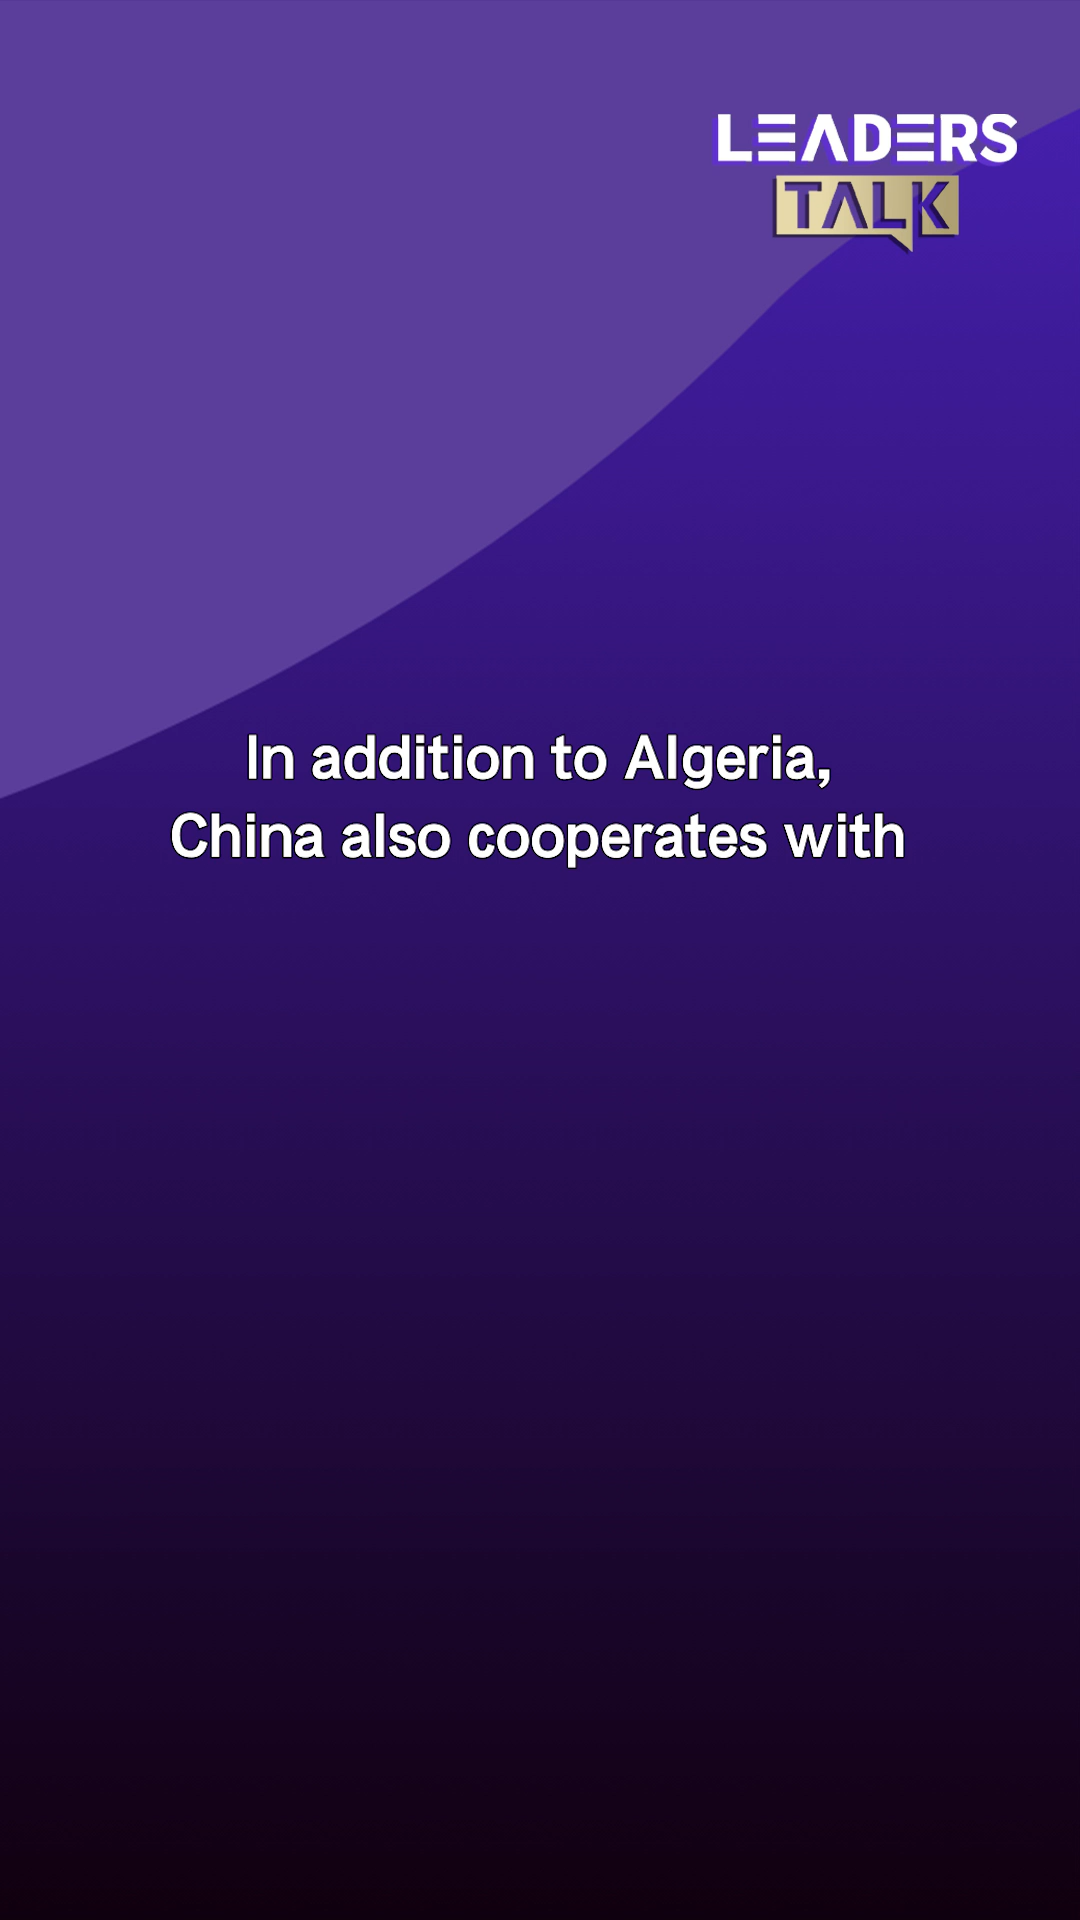 LEADERS
TALK
In addition to Algeria,
China also cooperates with